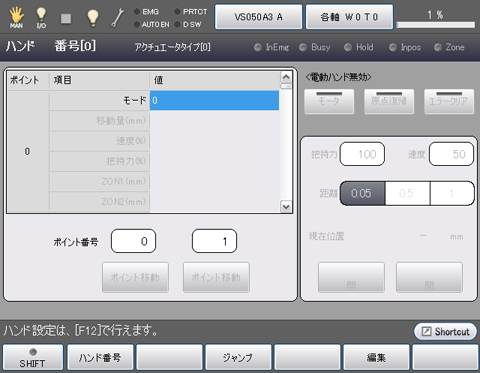 MAN I/O EMG PRTCT AUTO EN D SW VS050A3 A 各軸 W 0 T 0 1 %
ハンド 番号[0] アクチュエータタイプ[0] InEmg Busy Hold Inpos Zone
ポイント 項目 値
0
モード 0
移動量(mm)
速度(%)
把持力(%)
ZON1(mm)
ZON2(mm)
ポイント番号 0 1
ポイント移動 ポイント移動
<電動ハンド無効>
モータ 原点復帰 エラークリア
把持力 100 速度 50
距離 0.05 0.5 1
現在位置 − mm
閉 開
ハンド設定は、[F12]で行えます。 Shortcut
SHIFT ハンド番号 ジャンプ 編集